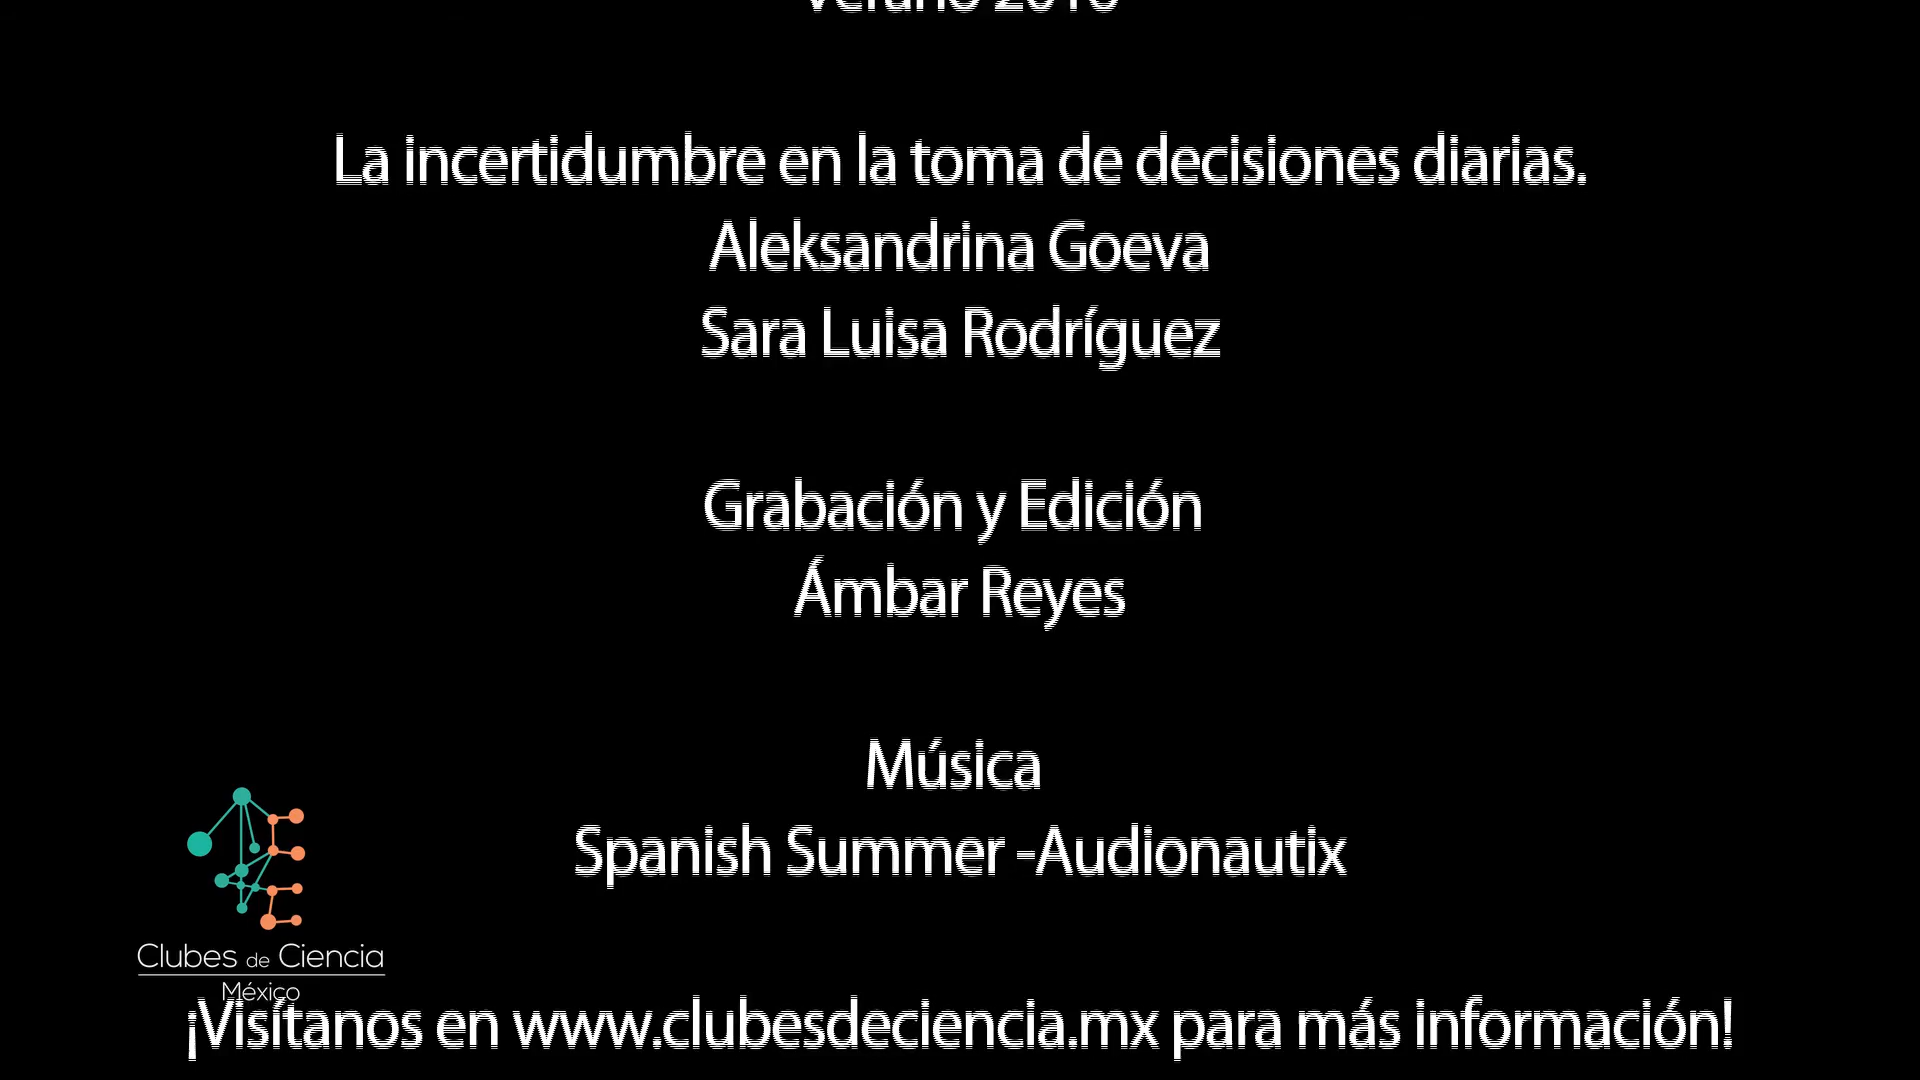 La incertidumbre en la toma de decisiones diarias.
Aleksandrina Goeva
Sara Luisa Rodríguez
Grabación y Edición
Ámbar Reyes
Música
Spanish Summer -Audionautix
Clubes de Ciencia
México
¡Visítanos en www.clubesdeciencia.mx para más información!